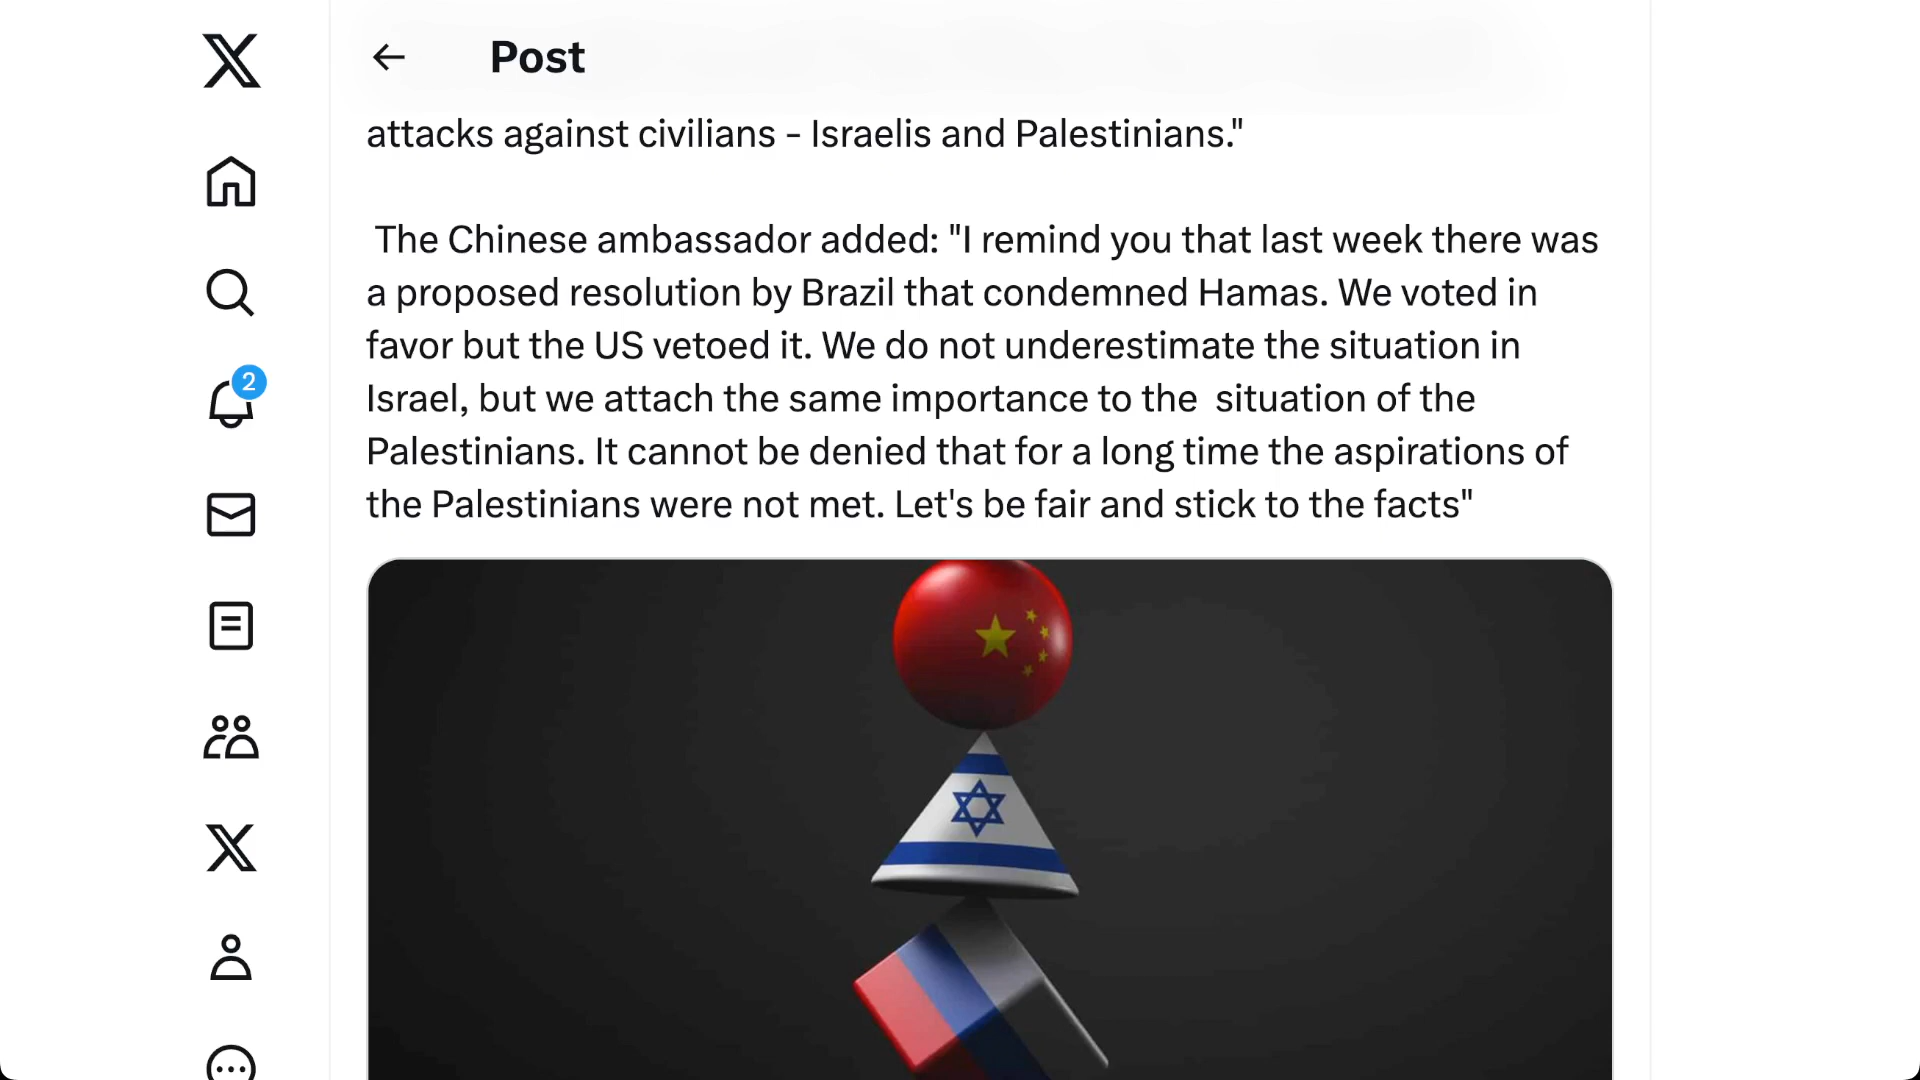 Post
attacks against civilians - Israelis and Palestinians."
The Chinese ambassador added: "I remind you that last week there was
a proposed resolution by Brazil that condemned Hamas. We voted in
favor but the US vetoed it. We do not underestimate the situation in
Israel, but we attach the same importance to the  situation of the
Palestinians. It cannot be denied that for a long time the aspirations of
the Palestinians were not met. Let's be fair and stick to the facts"
2